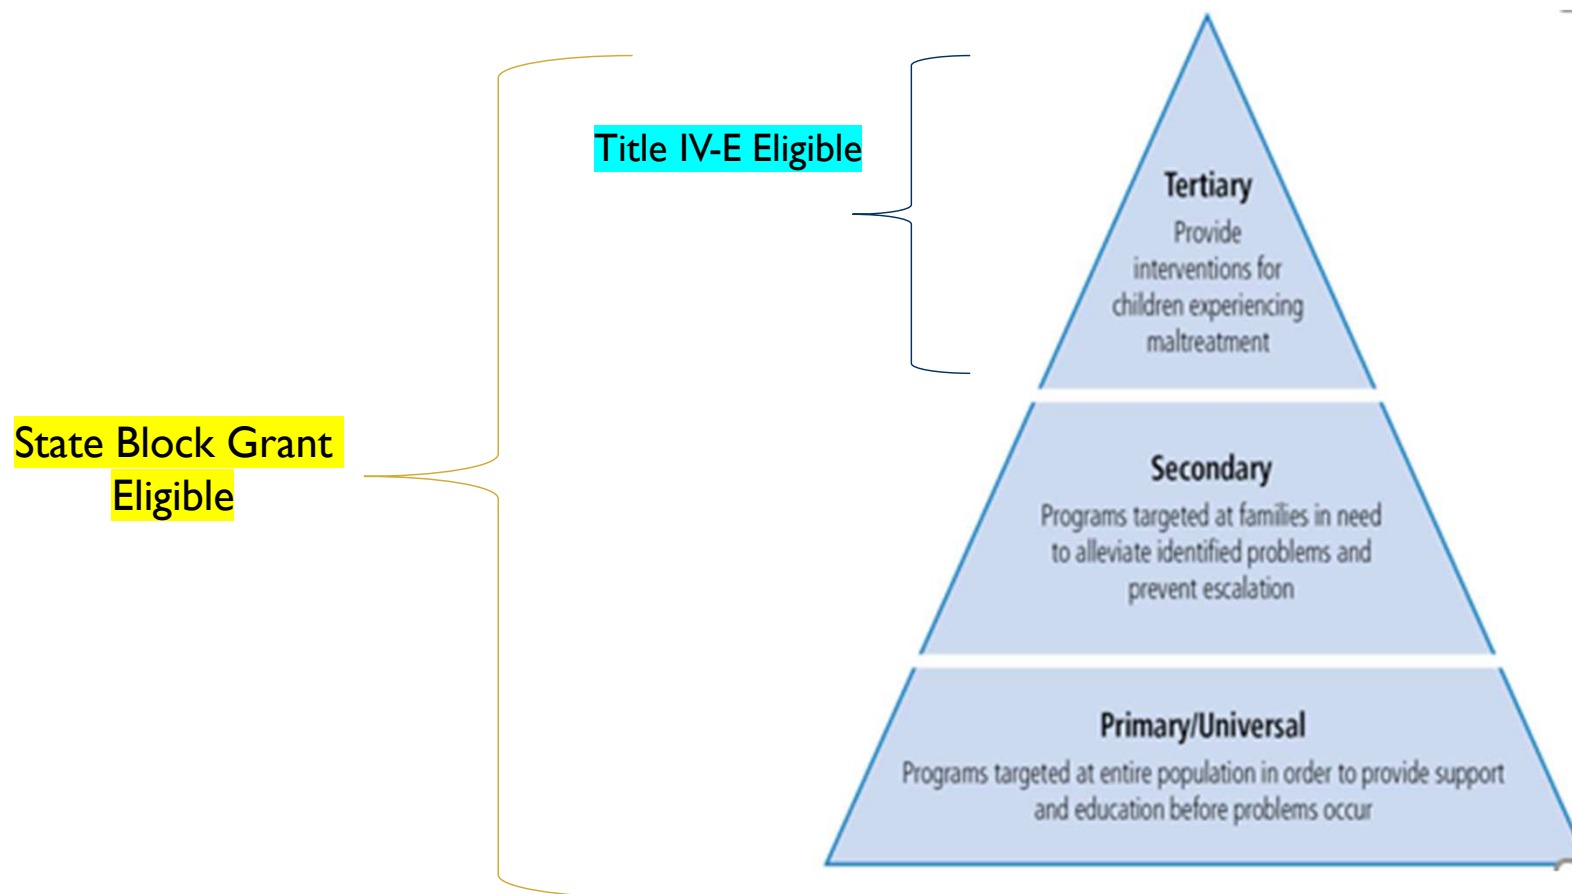 Title IV-E Eligible
State Block Grant
Eligible
Tertiary
Provide
interventions for
children experiencing
maltreatment
Secondary
Programs targeted at families in need
to alleviate identified problems and
prevent escalation
Primary/Universal
Programs targeted at entire population in order to provide support
and education before problems occur